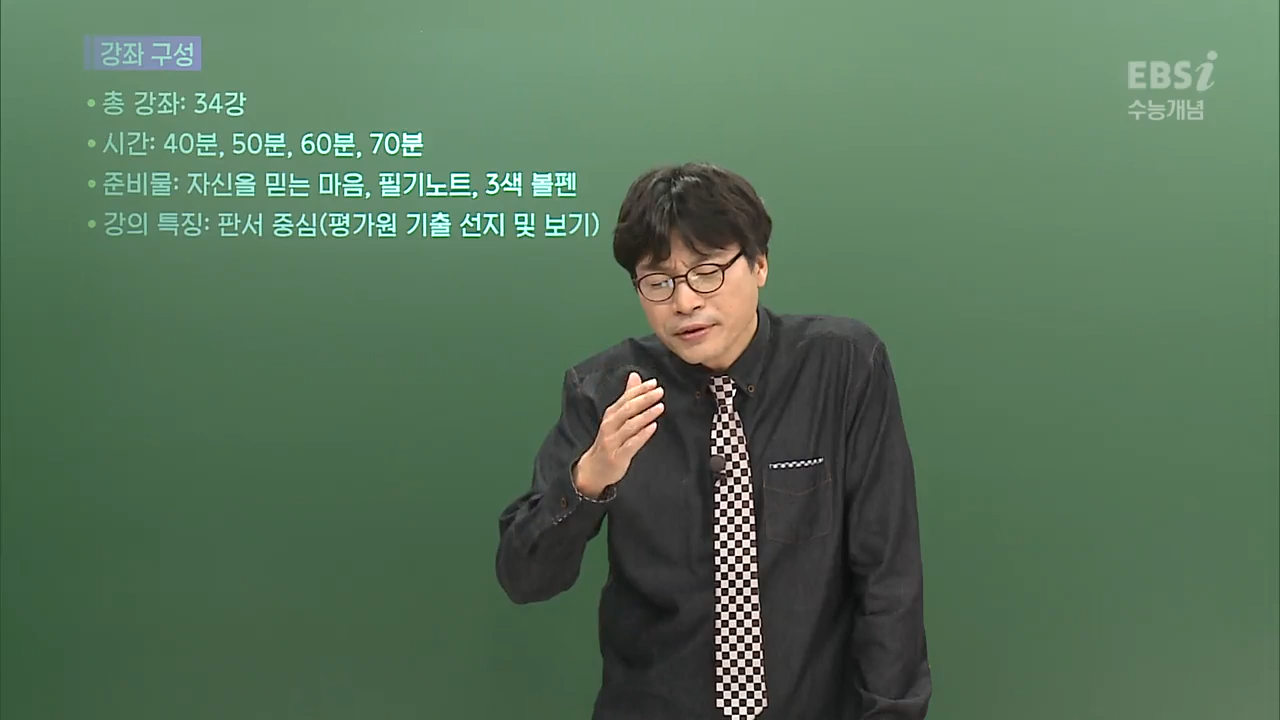 강좌 구성
• 총 강좌: 34강
• 시간: 40분, 50분, 60분, 70분
• 준비물: 자신을 믿는 마음, 필기노트, 3색 볼펜
• 강의 특징: 판서 중심(평가원 기출 선지 및 보기)
EBSi
수능개념